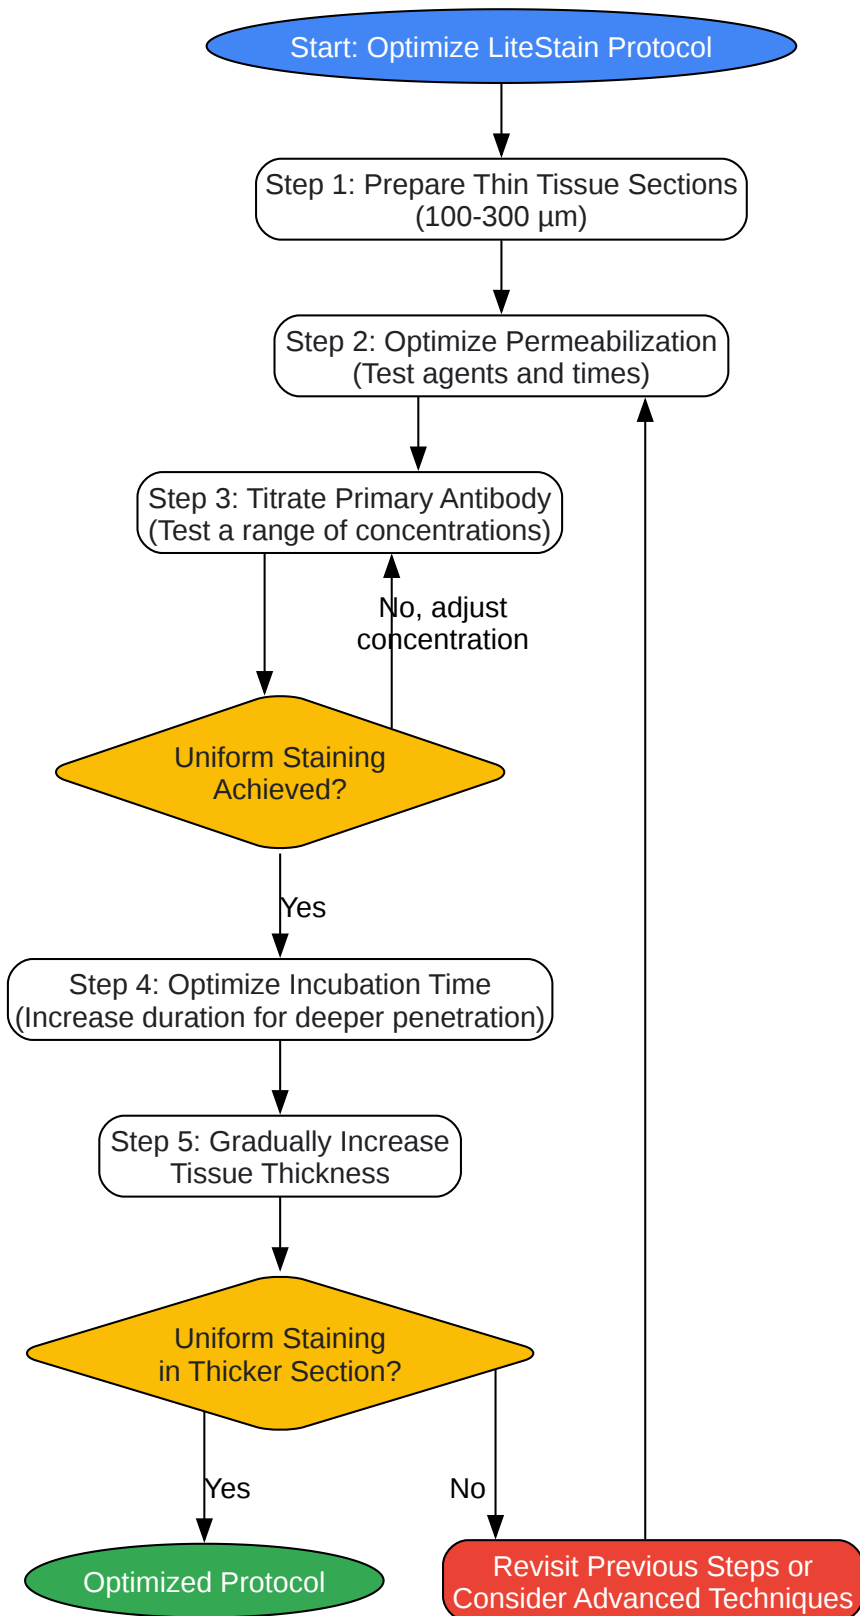 Start: Optimize LiteStain Protocol
Step 1: Prepare Thin Tissue Sections
(100-300 µm)
Step 2: Optimize Permeabilization
(Test agents and times)
Step 3: Titrate Primary Antibody
(Test a range of concentrations)
No, adjust
concentration
Uniform Staining
Achieved?
Yes
Step 4: Optimize Incubation Time
(Increase duration for deeper penetration)
Step 5: Gradually Increase
Tissue Thickness
Uniform Staining
in Thicker Section?
Yes
No
Optimized Protocol
Revisit Previous Steps or
Consider Advanced Techniques